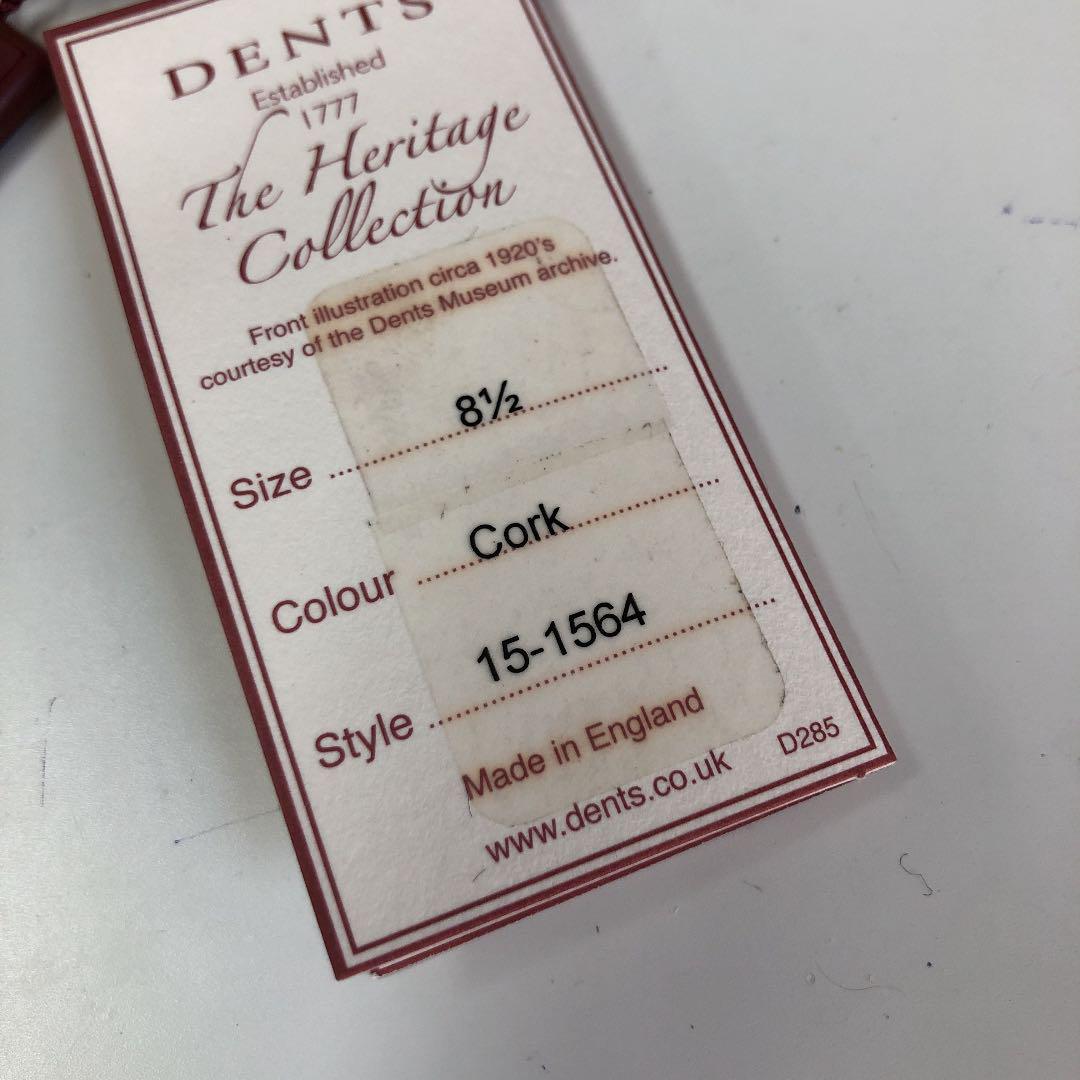 DENTS
Established
1777
The Heritage
Collection
Front illustration circa 1920's
courtesy of the Dents Museum archive.
Size 8½
Colour Cork
Style 15-1564
Made in England
www.dents.co.uk
D285